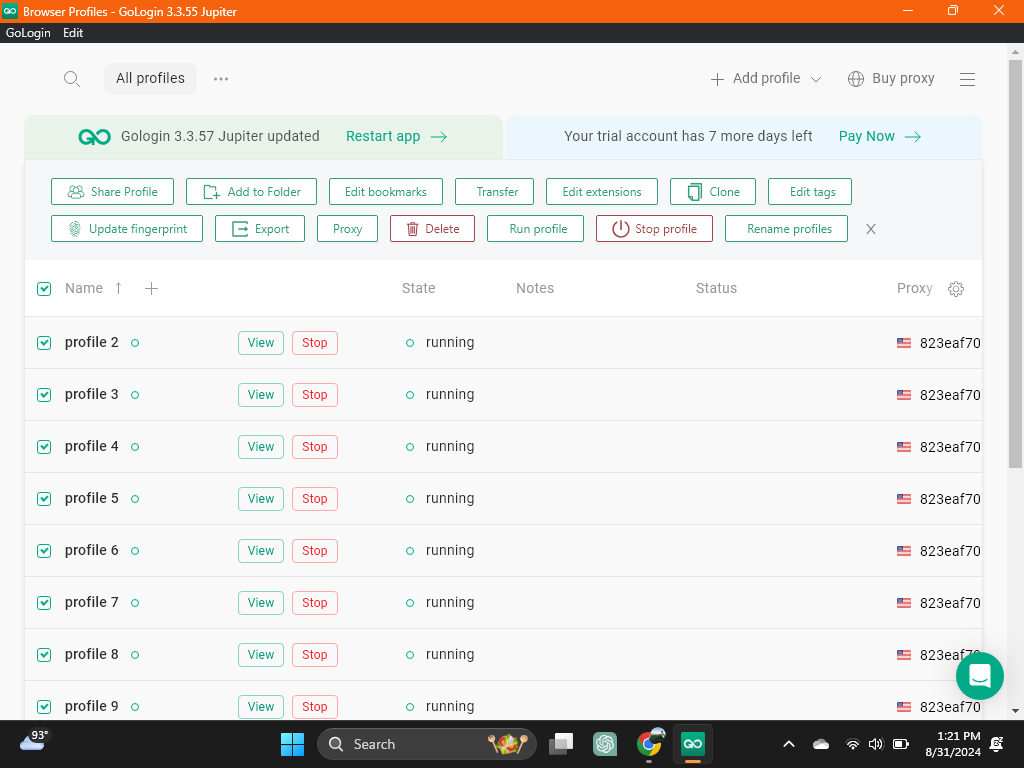 Browser Profiles - GoLogin 3.3.55 Jupiter
GoLogin Edit
All profiles
Add profile
Buy proxy
Gologin 3.3.57 Jupiter updated Restart app
Your trial account has 7 more days left Pay Now
Share Profile Add to Folder Edit bookmarks Transfer Edit extensions Clone Edit tags
Update fingerprint Export Proxy Delete Run profile Stop profile Rename profiles
Name State Notes Status Proxy
profile 2 View Stop running 823eaf70
profile 3 View Stop running 823eaf70
profile 4 View Stop running 823eaf70
profile 5 View Stop running 823eaf70
profile 6 View Stop running 823eaf70
profile 7 View Stop running 823eaf70
profile 8 View Stop running 823eaf70
profile 9 View Stop running 823eaf70
93°
Search
1:21 PM
8/31/2024